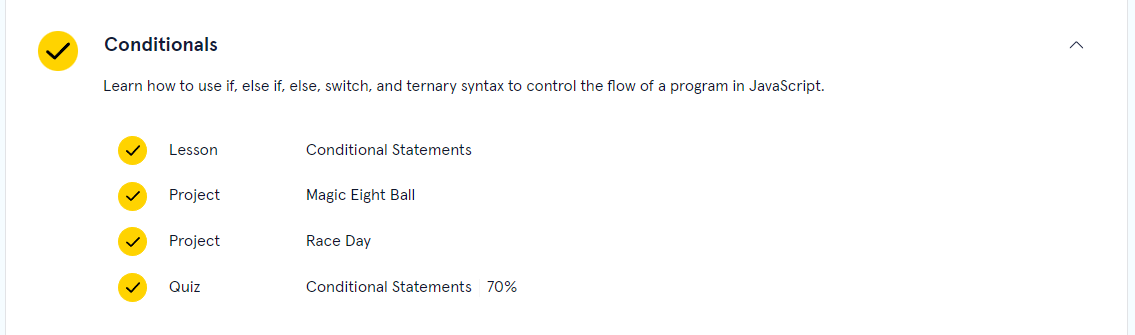 Conditionals
Learn how to use if, else if, else, switch, and ternary syntax to control the flow of a program in JavaScript.
Lesson Conditional Statements
Project Magic Eight Ball
Project Race Day
Quiz Conditional Statements 70%